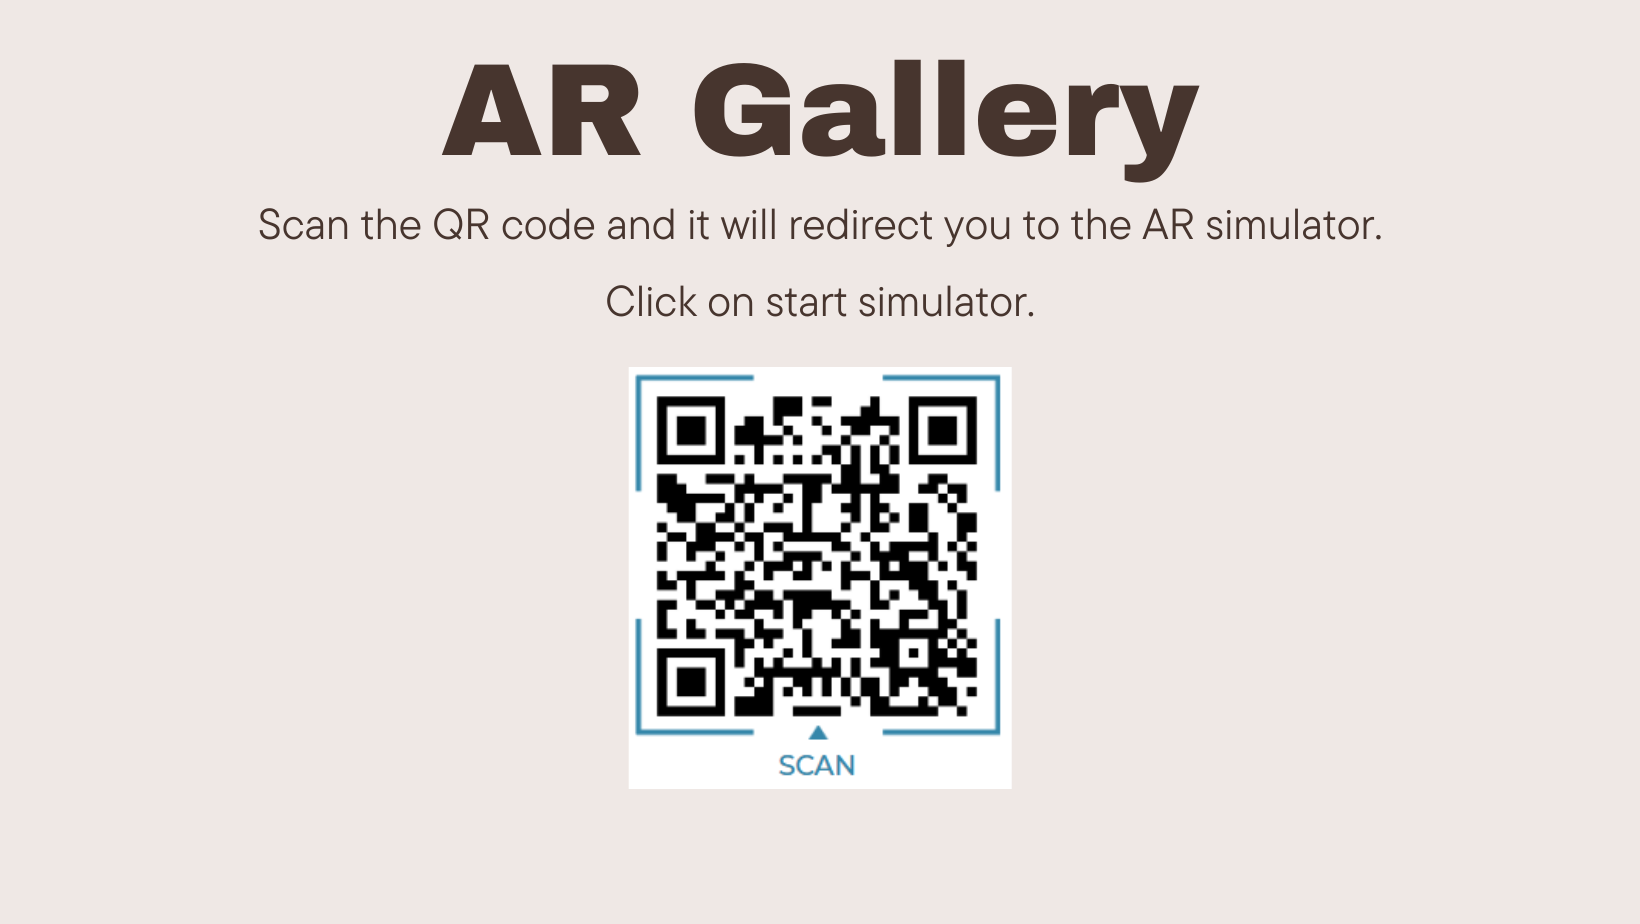 AR Gallery
Scan the QR code and it will redirect you to the AR simulator.
Click on start simulator.
SCAN